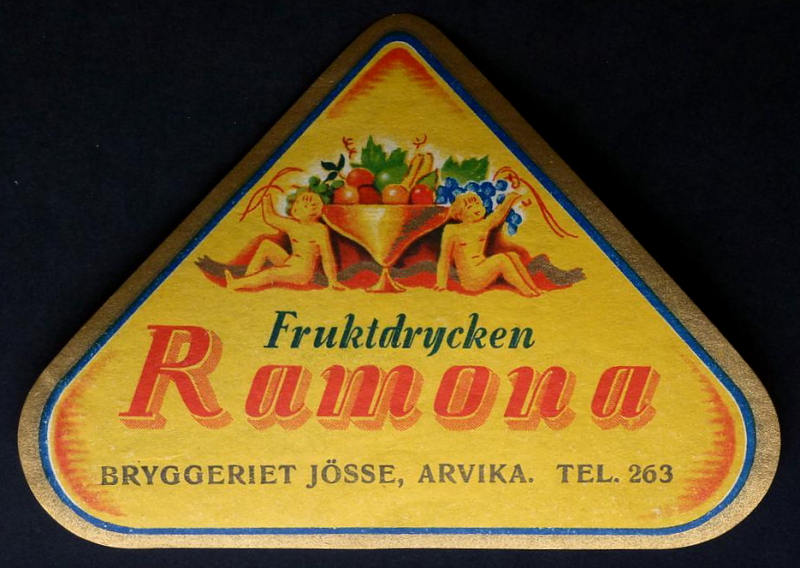 Fruktdrycken
Ramona
BRYGGERIET JÖSSE, ARVIKA. TEL. 263